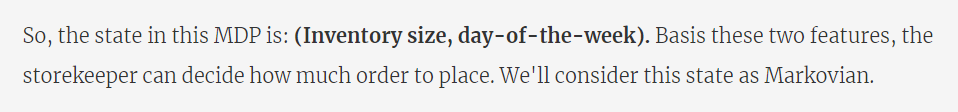 So, the state in this MDP is: (Inventory size, day-of-the-week). Basis these two features, the
storekeeper can decide how much order to place. We'll consider this state as Markovian.